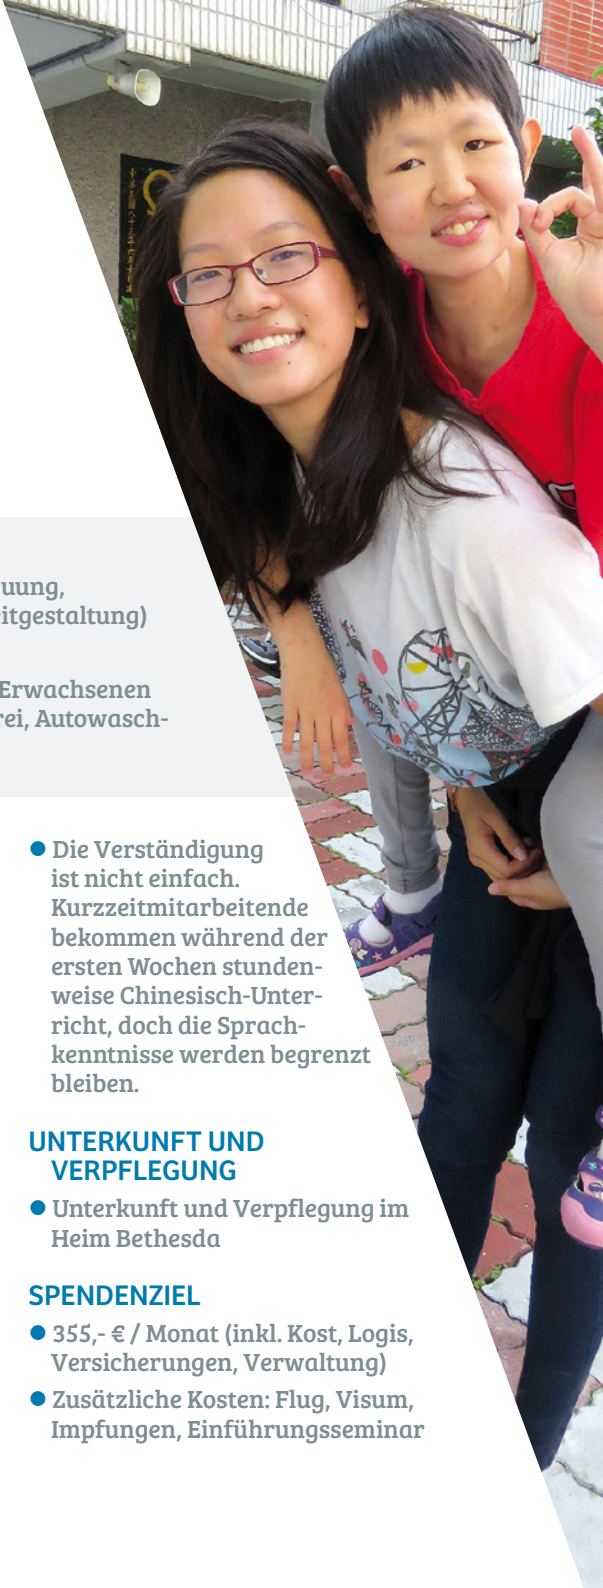 uung,
eitgestaltung)
Erwachsenen
rei, Autowasch-
● Die Verständigung
ist nicht einfach.
Kurzzeitmitarbeitende
bekommen während der
ersten Wochen stunden-
weise Chinesisch-Unter-
richt, doch die Sprach-
kenntnisse werden begrenzt
bleiben.
UNTERKUNFT UND
VERPFLEGUNG
● Unterkunft und Verpflegung im
Heim Bethesda
SPENDENZIEL
● 355,- € / Monat (inkl. Kost, Logis,
Versicherungen, Verwaltung)
● Zusätzliche Kosten: Flug, Visum,
Impfungen, Einführungsseminar